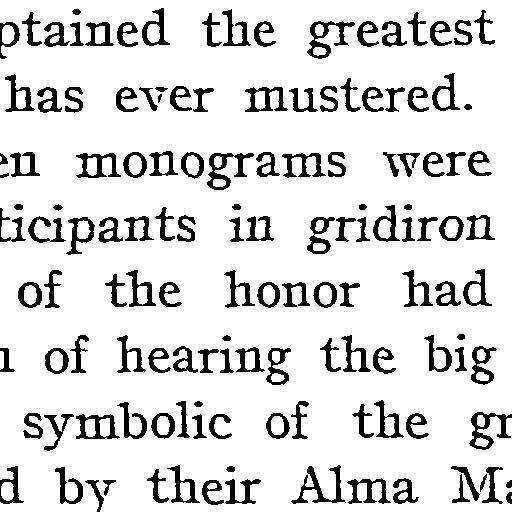 ptained the greatest
has ever mustered.
en monograms were
ticipants in gridiron
of the honor had
n of hearing the big
symbolic of the gr
d by their Alma Ma